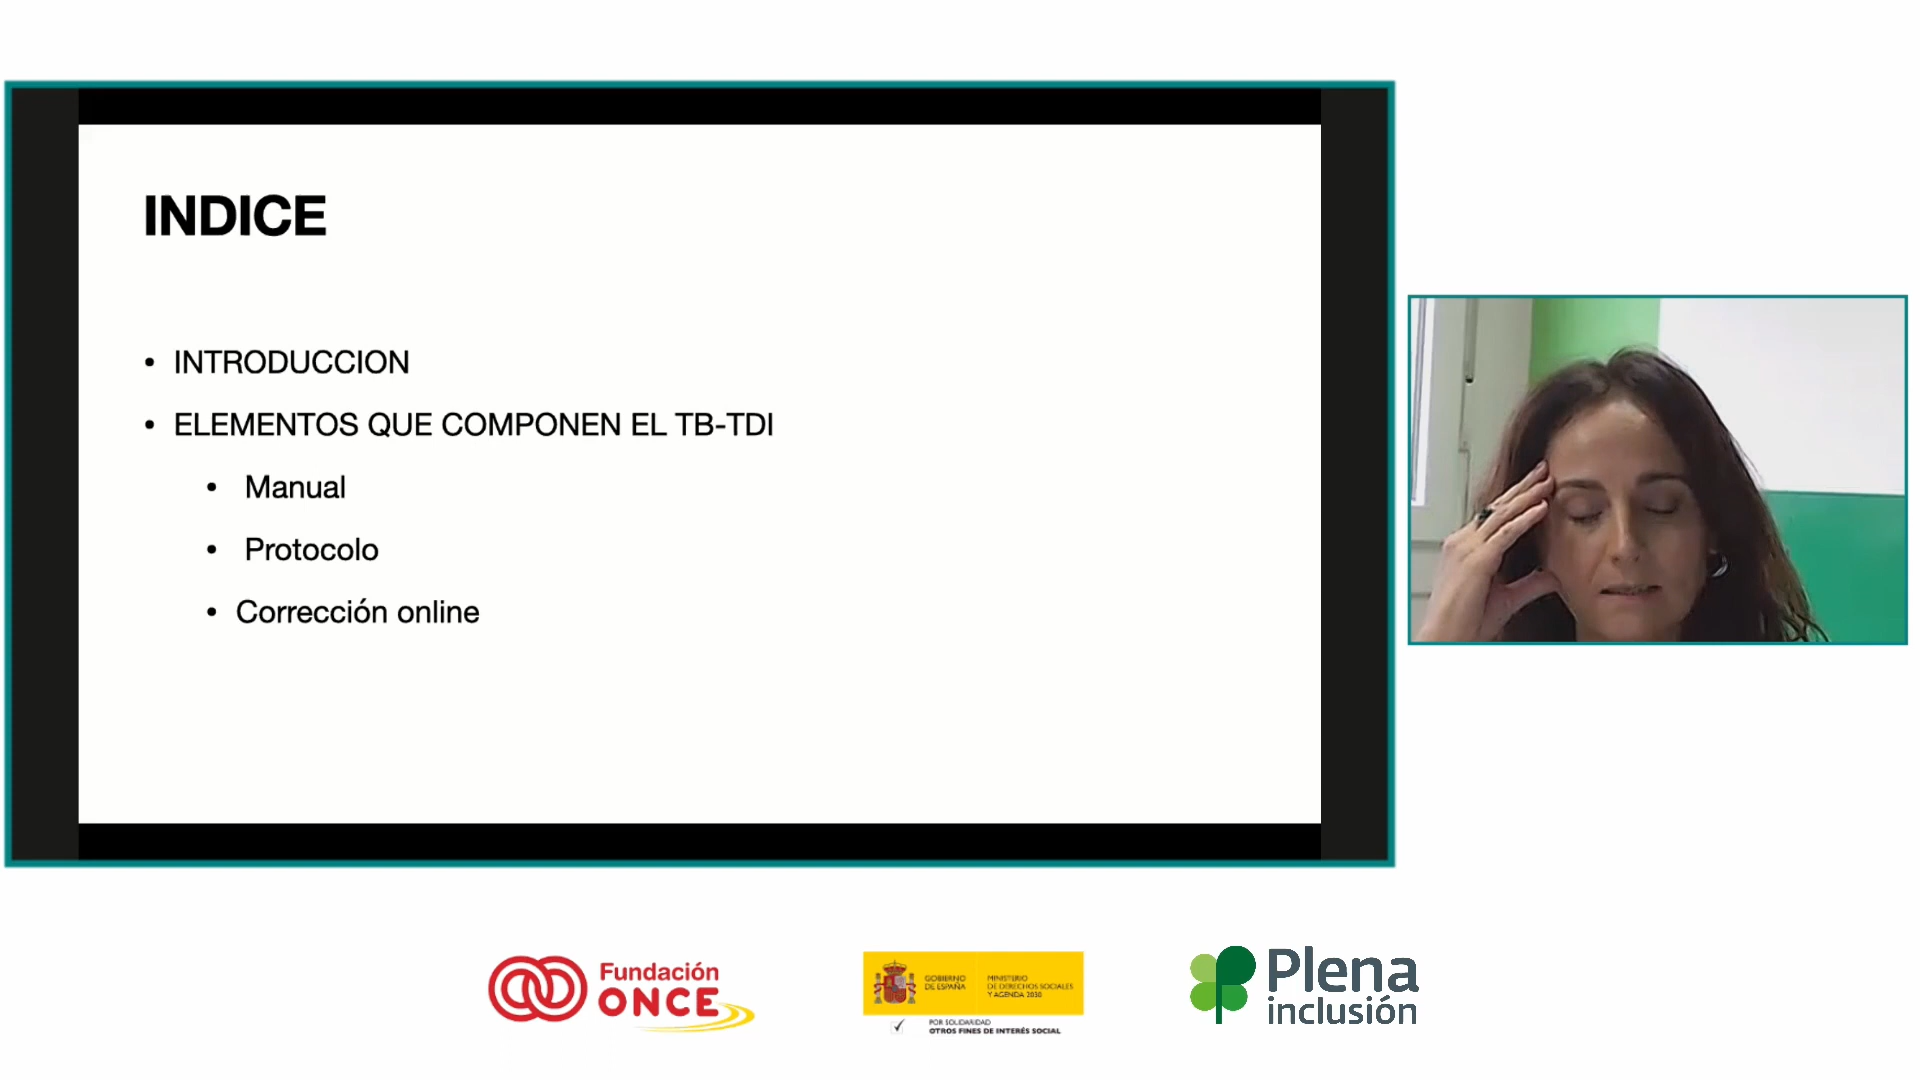 INDICE
• INTRODUCCION
• ELEMENTOS QUE COMPONEN EL TB-TDI
• Manual
• Protocolo
• Corrección online
Fundación
ONCE
GOBIERNO
DE ESPAÑA
MINISTERIO
DE DERECHOS SOCIALES
Y AGENDA 2030
POR SOLIDARIDAD
OTROS FINES DE INTERÉS SOCIAL
Plena
inclusión